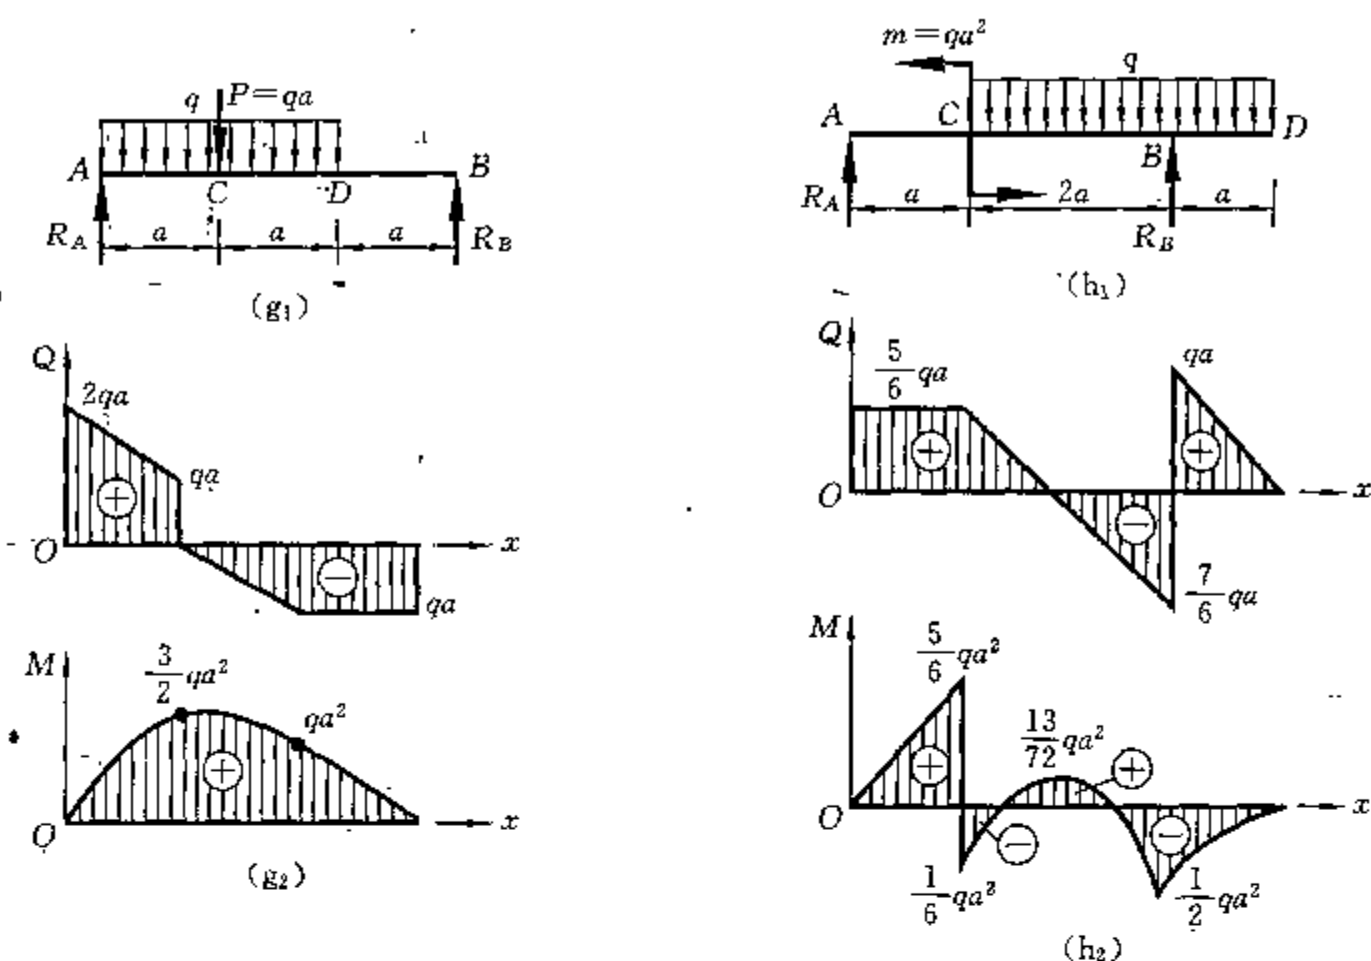 q P=qa
A C D B
R_A a a a R_B
(g₁)
Q
2qa
qa
O x
qa
M 3/2 qa² qa²
O x
(g₂)
m=qa²
q
A C B D
R_A a 2a R_B a
(h₁)
Q 5/6 qa qa
O x
7/6 qa
M 5/6 qa²
13/72 qa²
O x
1/6 qa² 1/2 qa²
(h₂)